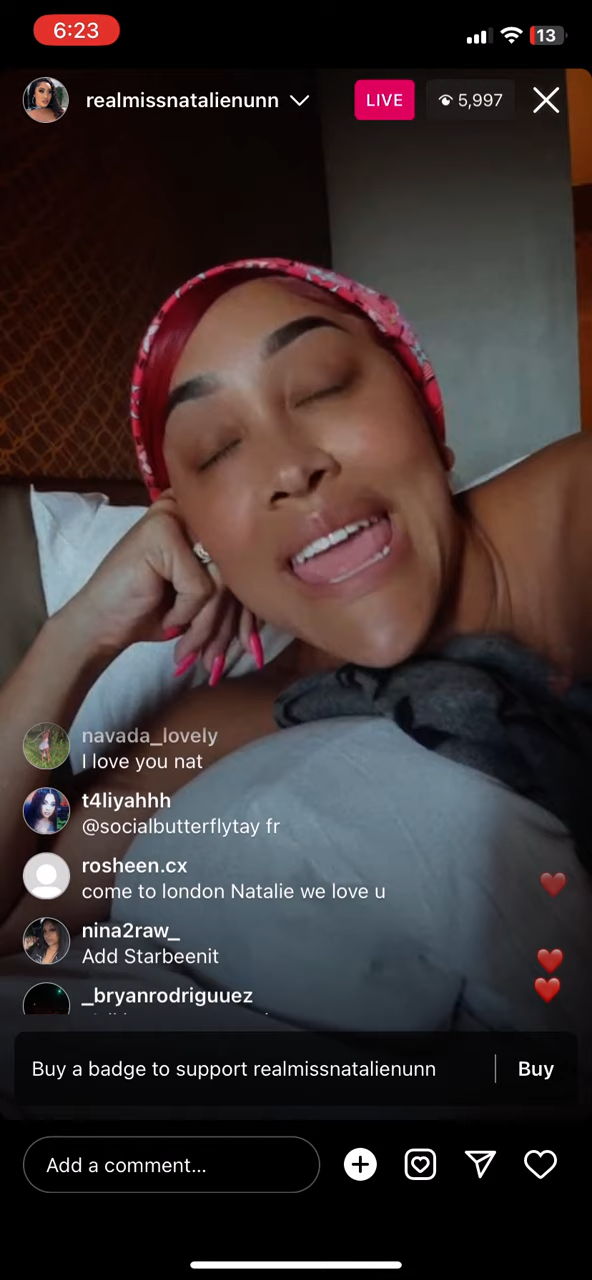 6:23
13
realmissnatalienunn
LIVE
5,997
navada_lovely
I love you nat
t4liyahhh
@socialbutterflytay fr
rosheen.cx
come to london Natalie we love u
nina2raw_
Add Starbeenit
_bryanrodriguuez
Buy a badge to support realmissnatalienunn
Buy
Add a comment...